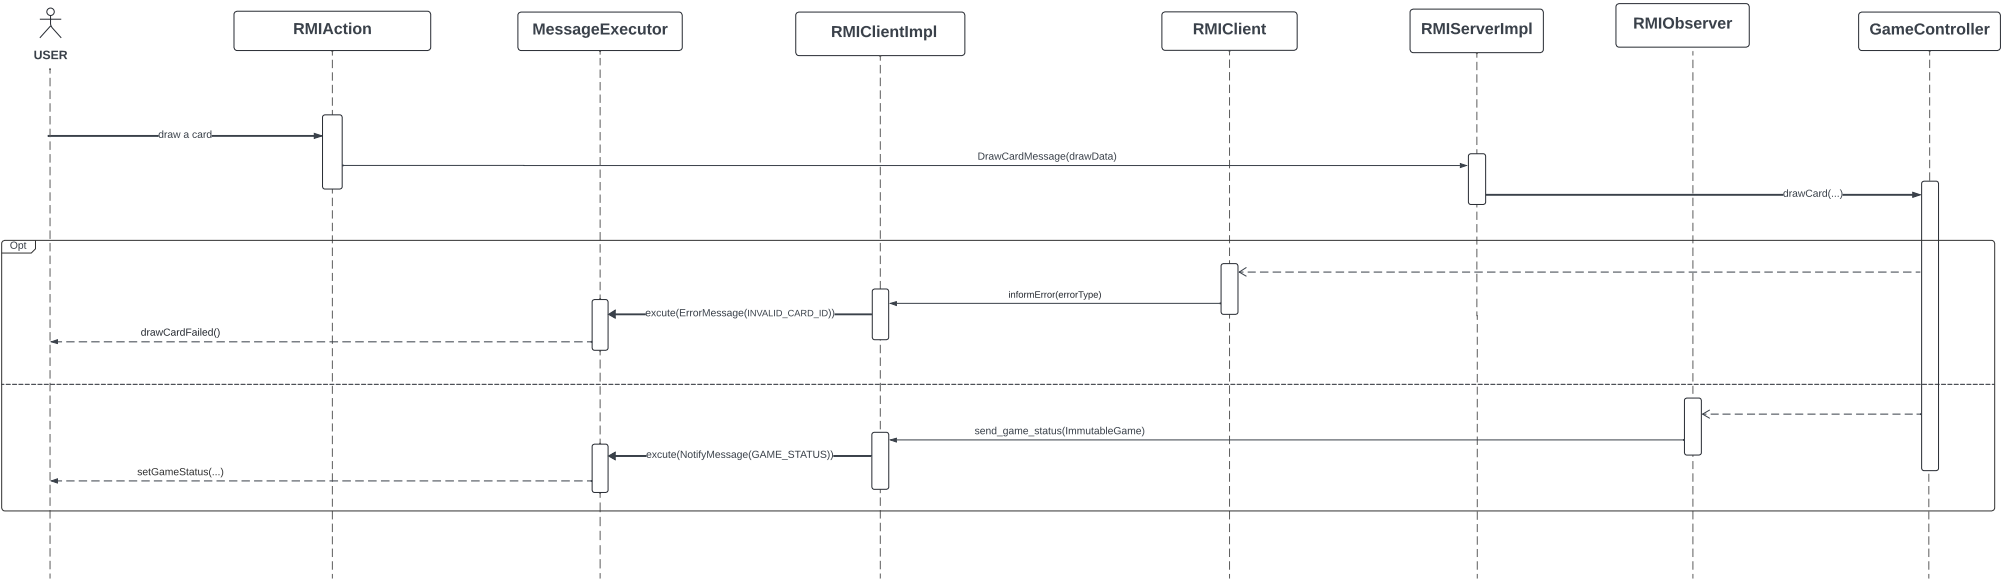 USER
RMIAction
MessageExecutor
RMIClientImpl
RMIClient
RMIServerImpl
RMIObserver
GameController
draw a card
DrawCardMessage(drawData)
drawCard(...)
Opt
informError(errorType)
excute(ErrorMessage(INVALID_CARD_ID))
drawCardFailed()
send_game_status(ImmutableGame)
excute(NotifyMessage(GAME_STATUS))
setGameStatus(...)